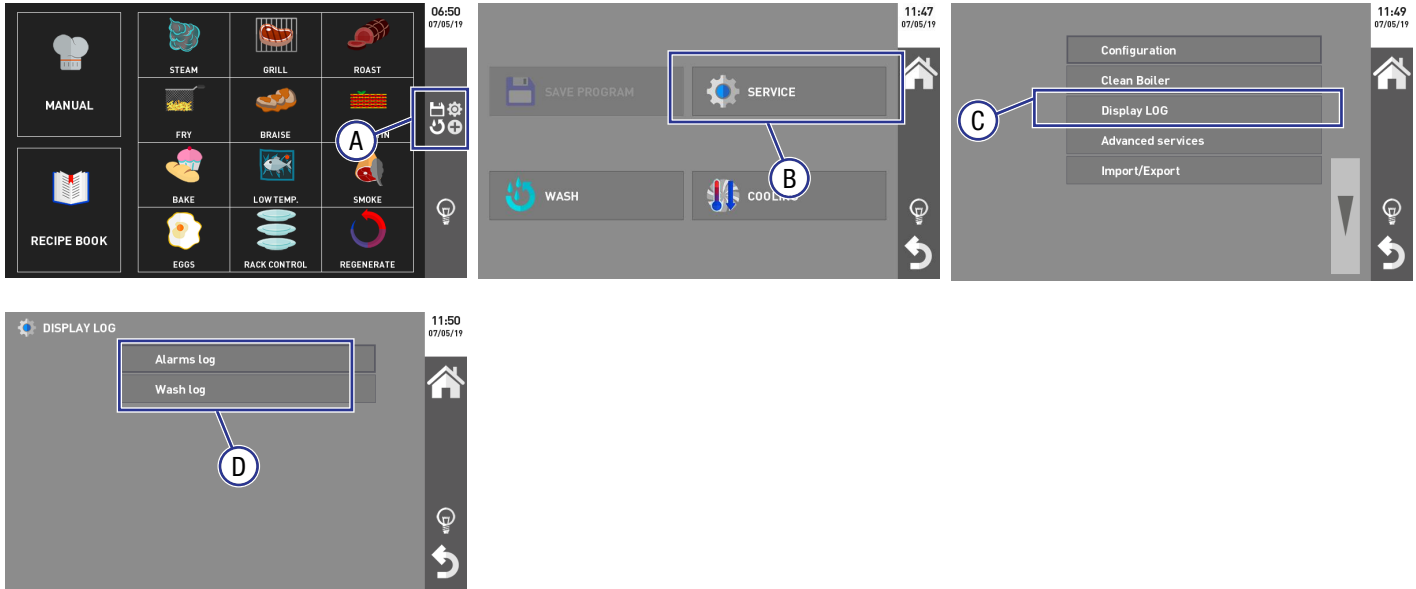 06:50
07/05/19
STEAM
GRILL
ROAST
MANUAL
FRY
BRAISE
IN
A
BAKE
LOW TEMP.
SMOKE
RECIPE BOOK
EGGS
RACK CONTROL
REGENERATE
11:47
07/05/19
SAVE PROGRAM
SERVICE
B
WASH
COOLING
11:49
07/05/19
Configuration
Clean Boiler
Display LOG
C
Advanced services
Import/Export
11:50
07/05/19
DISPLAY LOG
Alarms log
Wash log
D